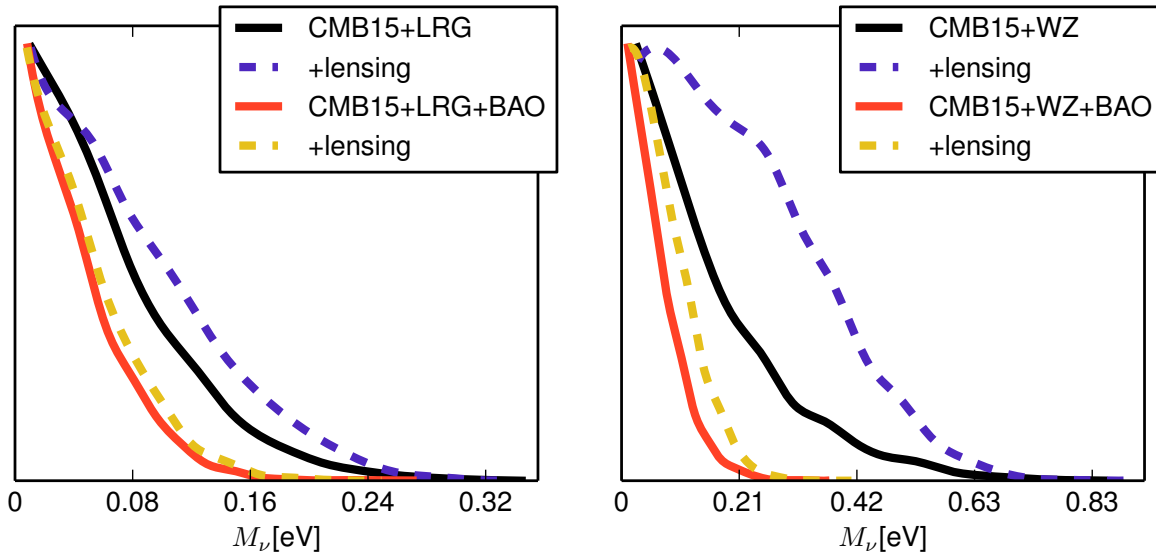 CMB15+LRG
+lensing
CMB15+LRG+BAO
+lensing
0 0.08 0.16 0.24 0.32
Mν[eV]
CMB15+WZ
+lensing
CMB15+WZ+BAO
+lensing
0 0.21 0.42 0.63 0.83
Mν[eV]